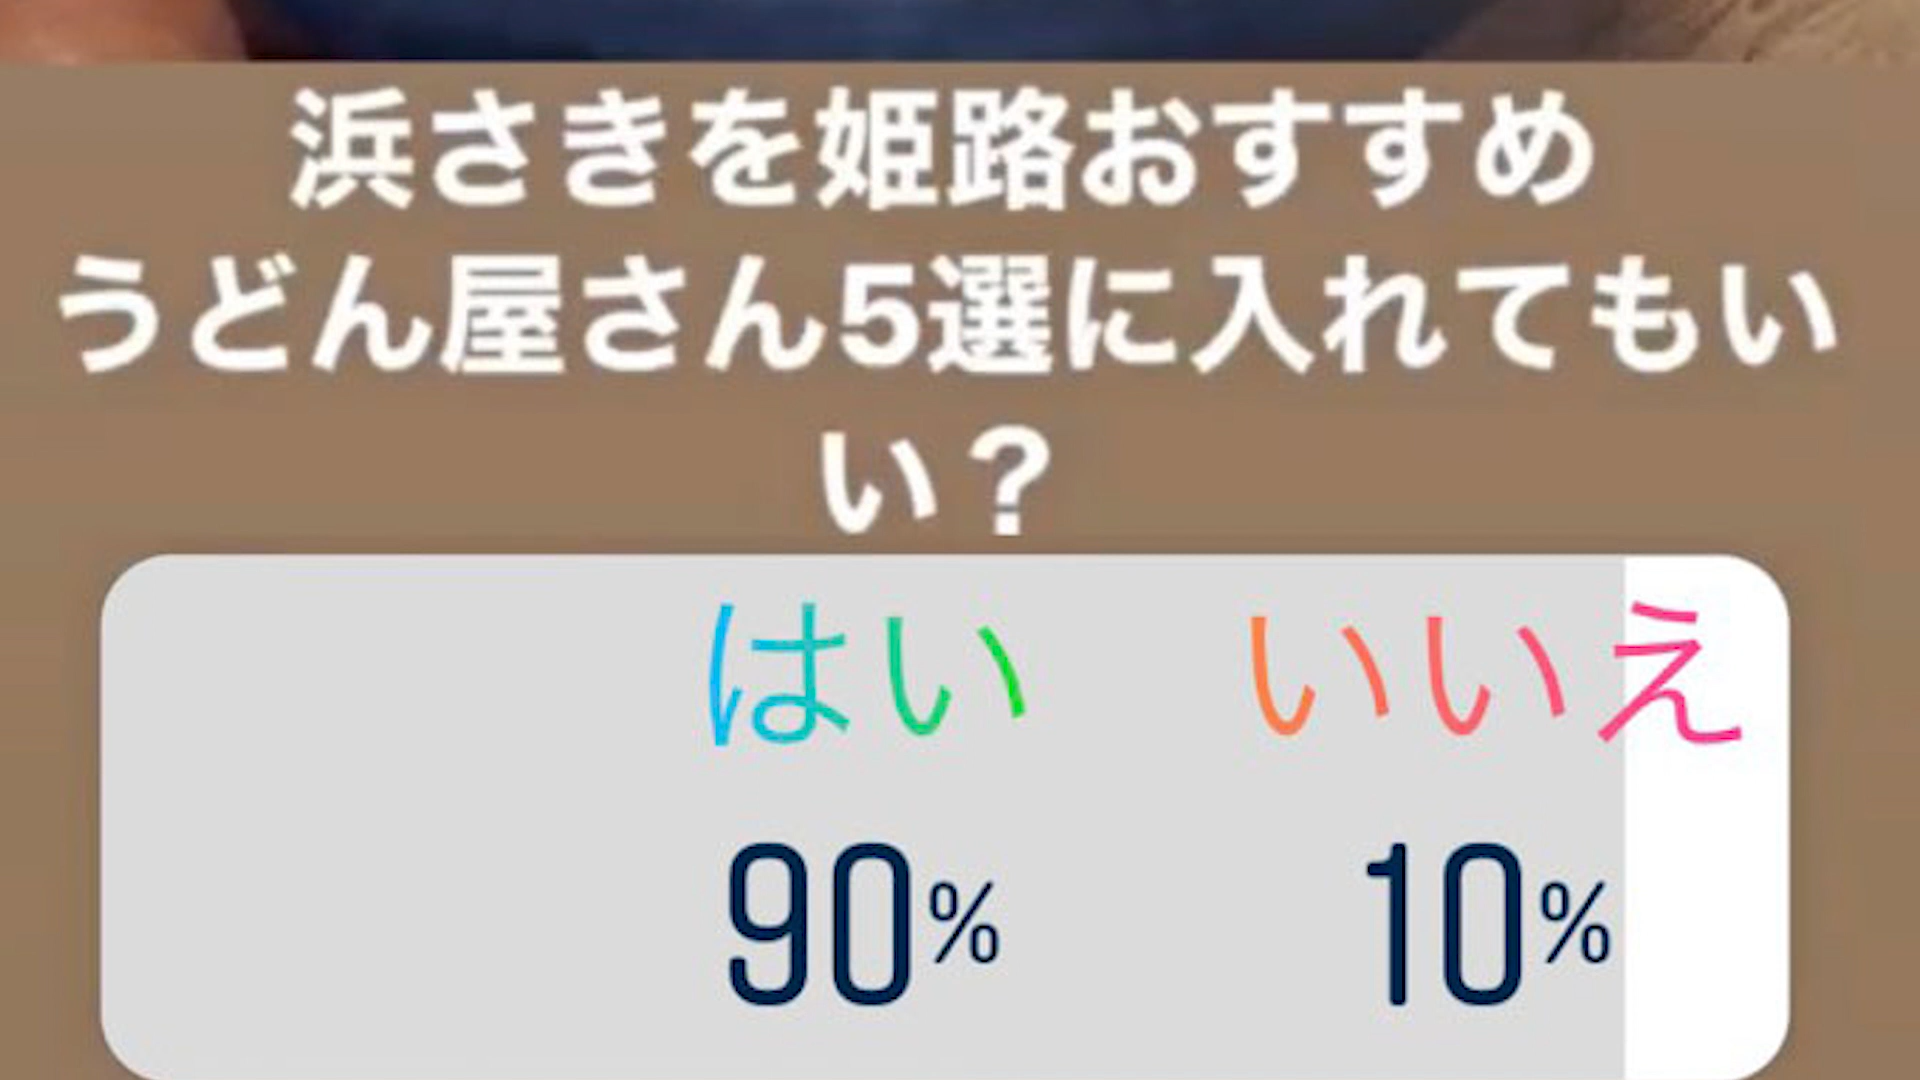 浜さきを姫路おすすめ
うどん屋さん5選に入れてもい
い？
はい いいえ
90% 10%